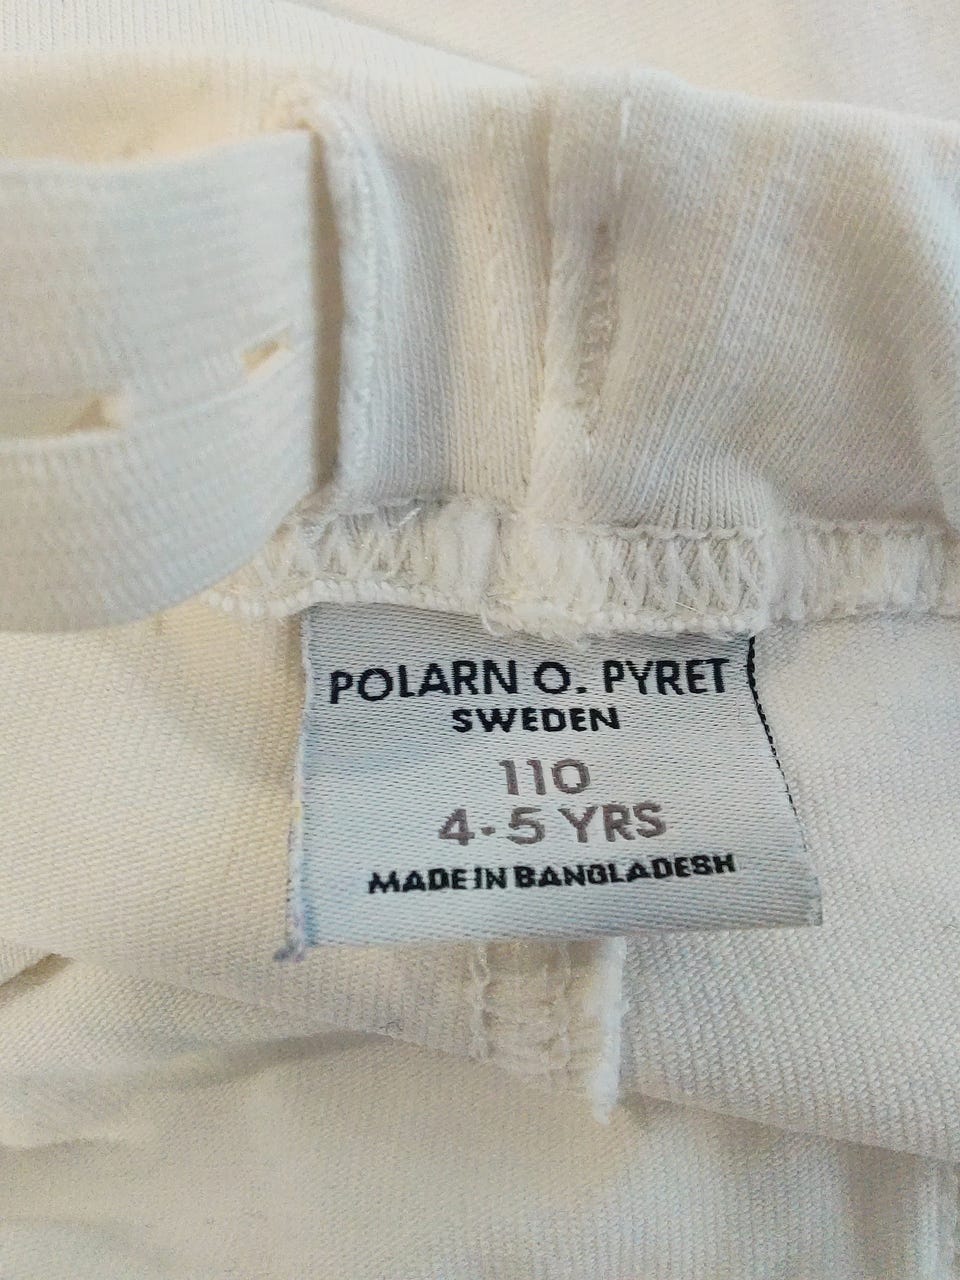 POLARN O. PYRET
SWEDEN
110
4-5 YRS
MADE IN BANGLADESH